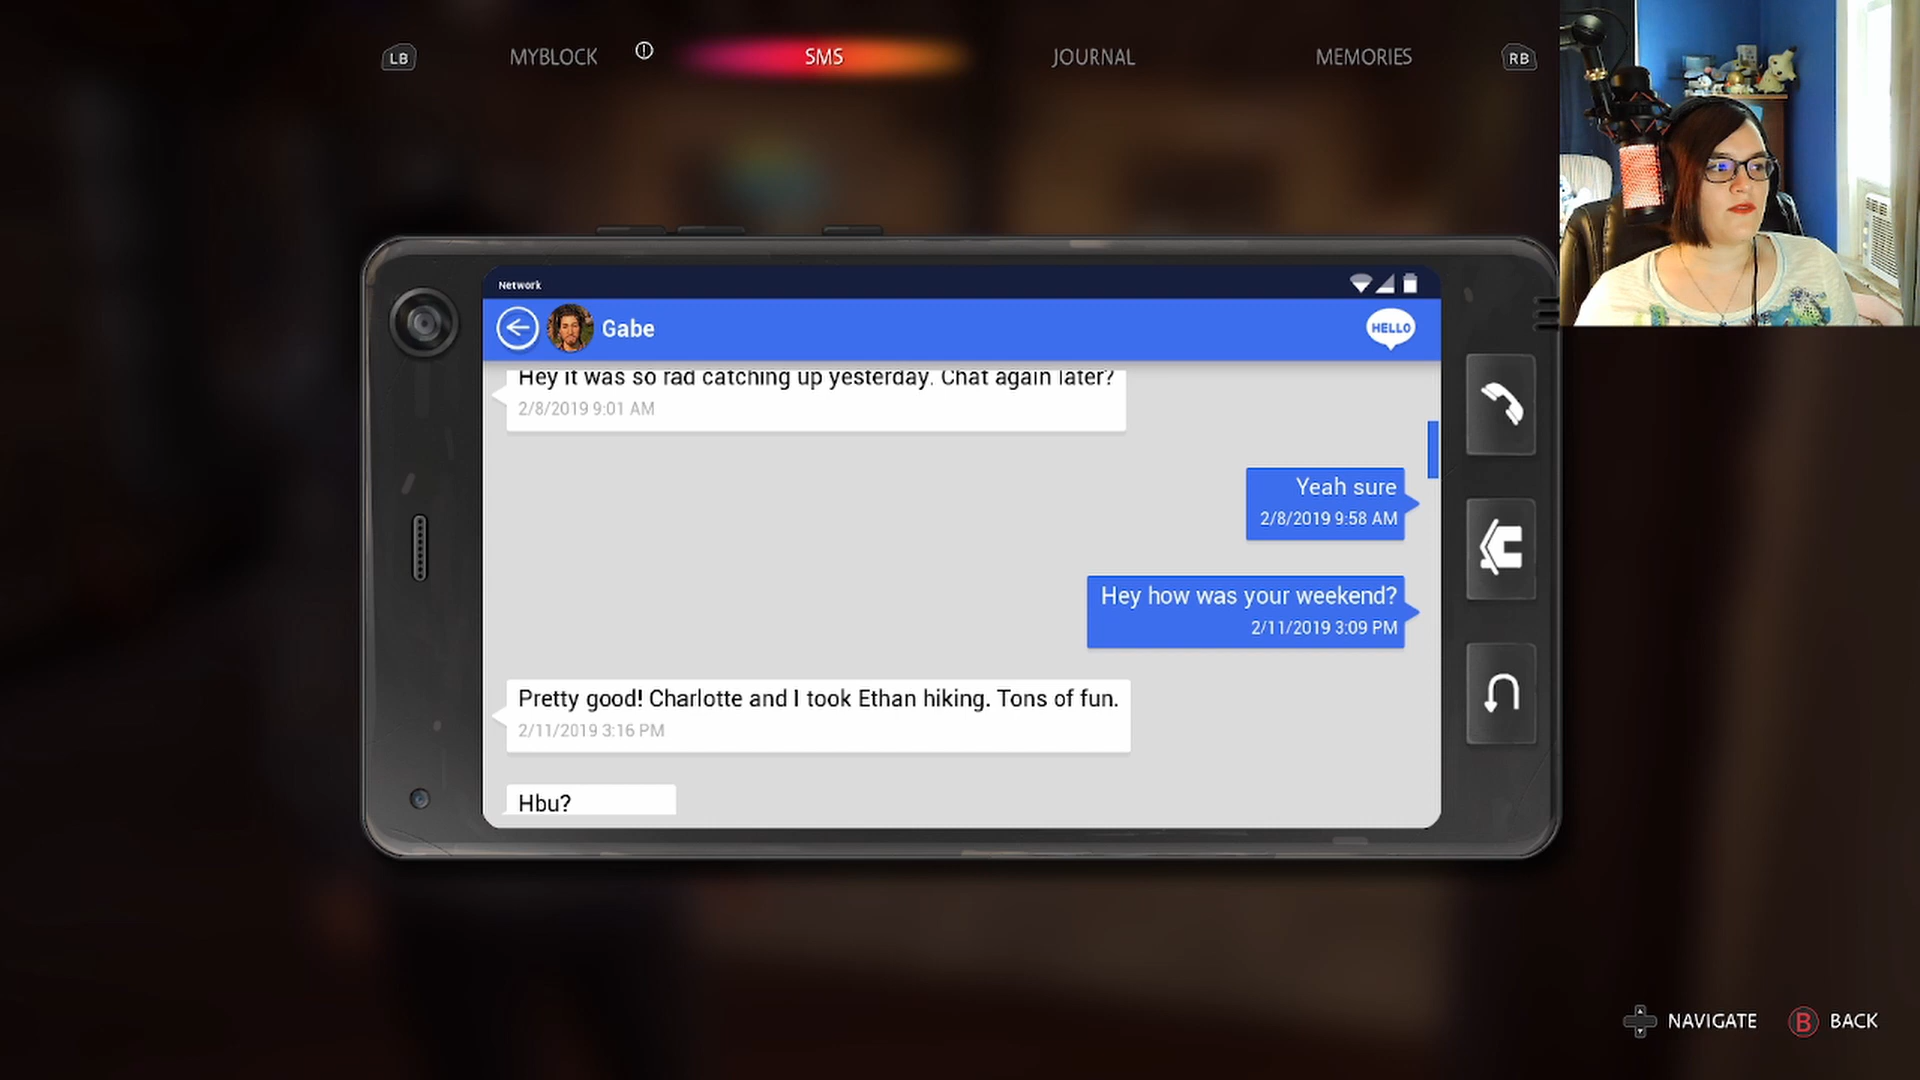 LB
MYBLOCK
SMS
JOURNAL
MEMORIES
RB
Network
Gabe
HELLO
Hey it was so rad catching up yesterday. Chat again later?
2/8/2019 9:01 AM
Yeah sure
2/8/2019 9:58 AM
Hey how was your weekend?
2/11/2019 3:09 PM
Pretty good! Charlotte and I took Ethan hiking. Tons of fun.
2/11/2019 3:16 PM
Hbu?
NAVIGATE
B BACK